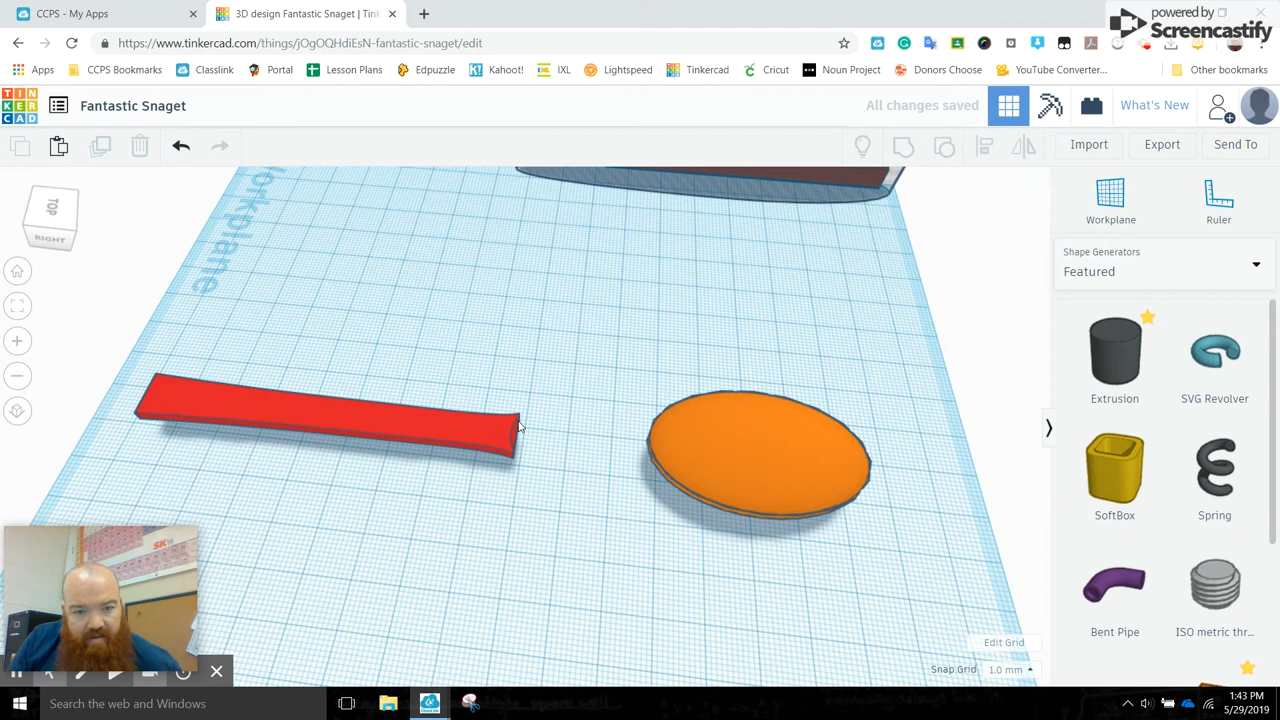 CCPS - My Apps
3D design Fantastic Snaget | Tin
powered by
Screencastify
https://www.tinkercad.com/things/jOgOQHdiEsN-fantastic-snaget/edit
Apps
CCPS Bookmarks
Classlink
Portal
Lesson Plans
Edpuzzle
Kahoot!
IXL
Lightspeed
Tinkercad
Cricut
Noun Project
Donors Choose
YouTube Converter...
Other bookmarks
TIN
KER
CAD
Fantastic Snaget
All changes saved
What's New
Import
Export
Send To
TOP
RIGHT
Workplane
Workplane
Ruler
Shape Generators
Featured
Extrusion
SVG Revolver
SoftBox
Spring
Bent Pipe
ISO metric thr...
Edit Grid
Snap Grid 1.0 mm
Search the web and Windows
1:43 PM
5/29/2019